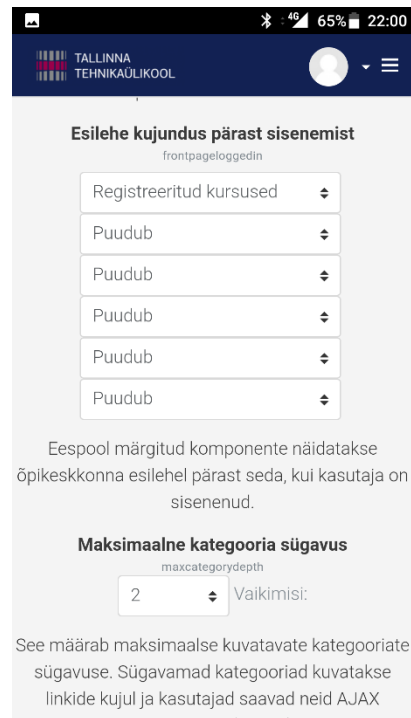 4G 65% 22:00
TALLINNA
TEHNIKAÜLIKOOL
Esilehe kujundus pärast sisenemist
frontpageloggedin
Registreeritud kursused
Puudub
Puudub
Puudub
Puudub
Puudub
Eespool märgitud komponente näidatakse
õpikeskkonna esilehel pärast seda, kui kasutaja on
sisenenud.
Maksimaalne kategooria sügavus
maxcategorydepth
2 Vaikimisi:
See määrab maksimaalse kuvatavate kategooriate
sügavuse. Sügavamad kategooriad kuvatakse
linkide kujul ja kasutajad saavad neid AJAX